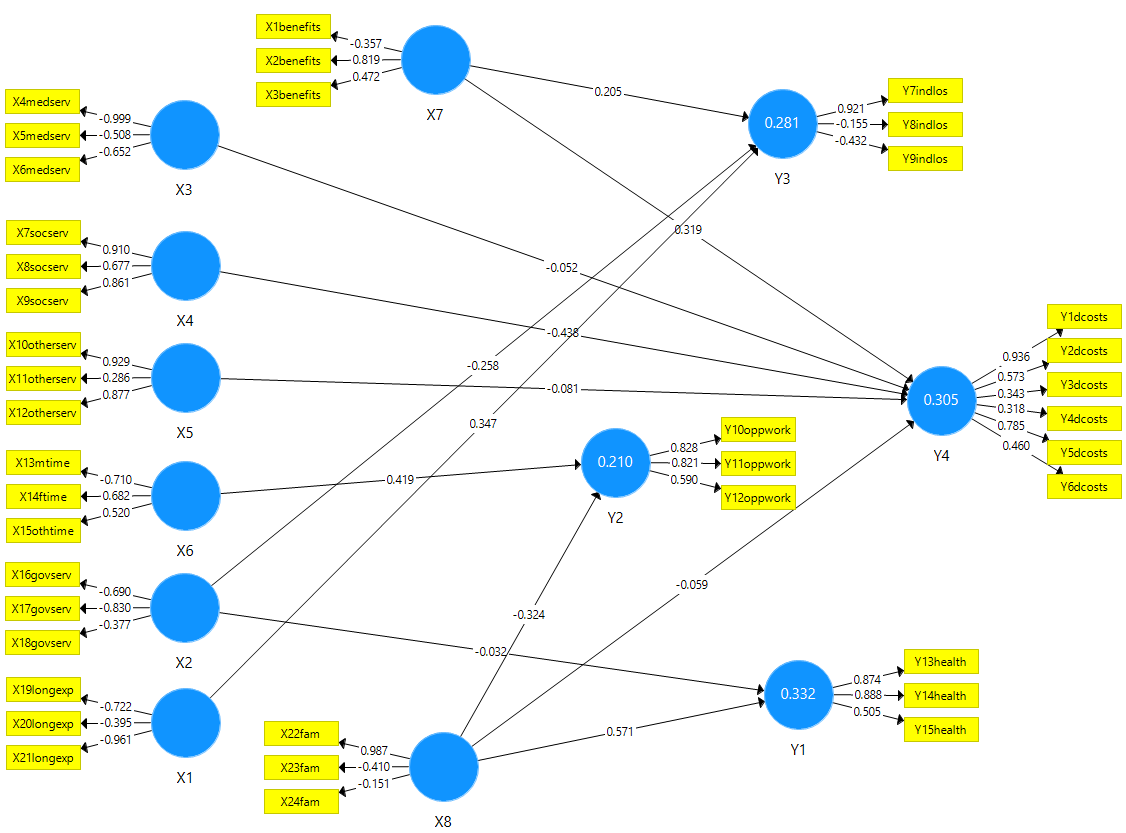 X1benefits
X2benefits
X3benefits
-0.357
0.819
0.472
X7
X4medserv
X5medserv
X6medserv
-0.999
-0.508
-0.652
X3
0.205
0.319
0.281
Y3
0.921
-0.155
-0.432
Y7indlos
Y8indlos
Y9indlos
X7socserv
X8socserv
X9socserv
0.910
0.677
0.861
X4
-0.052
-0.438
X10otherserv
X11otherserv
X12otherserv
0.929
0.286
0.877
X5
-0.081
-0.258
0.347
0.305
Y4
0.936
0.573
0.343
0.318
0.785
0.460
Y1dcosts
Y2dcosts
Y3dcosts
Y4dcosts
Y5dcosts
Y6dcosts
X13mtime
X14ftime
X15othtime
-0.710
0.682
0.520
X6
0.419
0.210
Y2
0.828
0.821
0.590
Y10oppwork
Y11oppwork
Y12oppwork
X16govserv
X17govserv
X18govserv
-0.690
-0.830
-0.377
X2
-0.032
-0.324
-0.059
X19longexp
X20longexp
X21longexp
-0.722
-0.395
-0.961
X1
0.332
Y1
0.874
0.888
0.505
Y13health
Y14health
Y15health
X22fam
X23fam
X24fam
0.987
-0.410
-0.151
X8
0.571